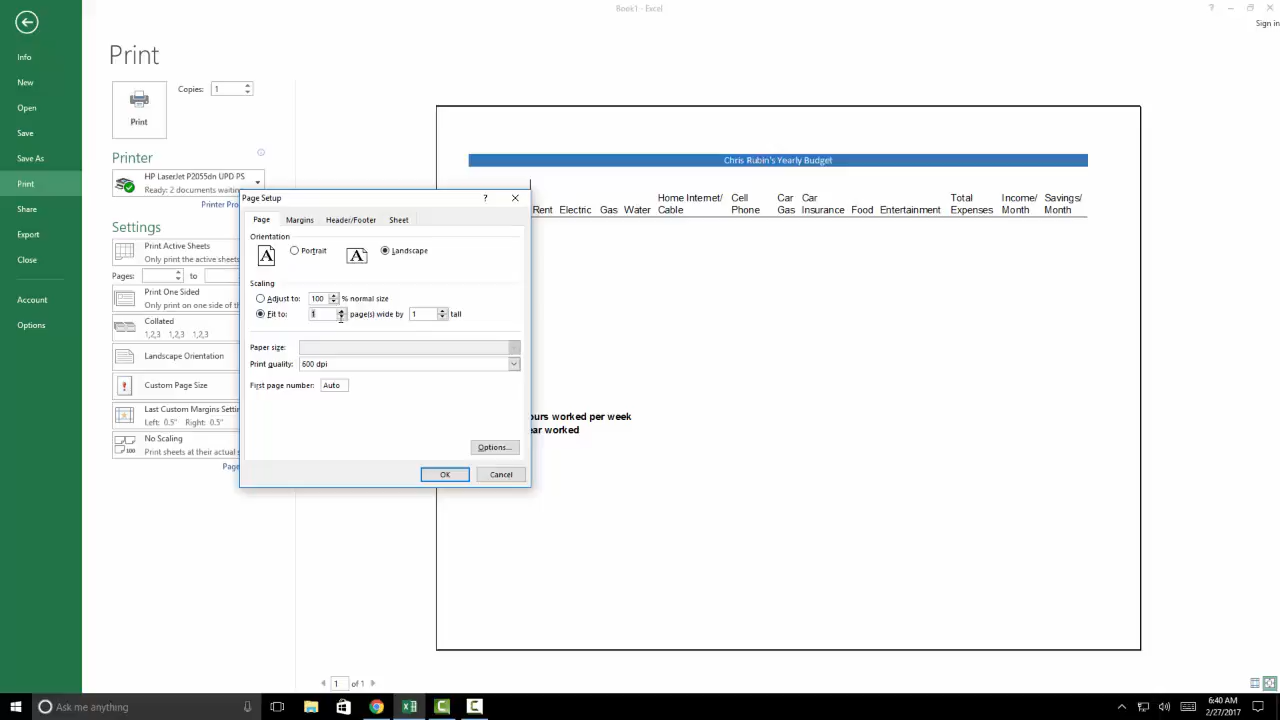 Book1 - Excel
?
Sign in
Info
New
Open
Save
Save As
Print
Share
Export
Close
Account
Options
Print
Print
Copies: 1
Printer
HP LaserJet P2055dn UPD PS
Ready: 2 documents waiting
Printer Pro
Settings
Print Active Sheets
Only print the active sheets
Pages: to
Print One Sided
Only print on one side of th
Collated
1,2,3 1,2,3 1,2,3
Landscape Orientation
Custom Page Size
Last Custom Margins Setti
Left: 0.5" Right: 0.5"
No Scaling
Print sheets at their actual s
100
Page
Page Setup
?
Page Margins Header/Footer Sheet
Orientation
A Portrait A Landscape
Scaling
Adjust to: 100 % normal size
Fit to: 1 page(s) wide by 1 tall
Paper size:
Print quality: 600 dpi
First page number: Auto
Options...
OK Cancel
Chris Rubin's Yearly Budget
Home Internet/ Cell Car Car Total Income/ Savings/
Rent Electric Gas Water Cable Phone Gas Insurance Food Entertainment Expenses Month Month
ours worked per week
ear worked
1 of 1
Ask me anything
6:40 AM
2/27/2017